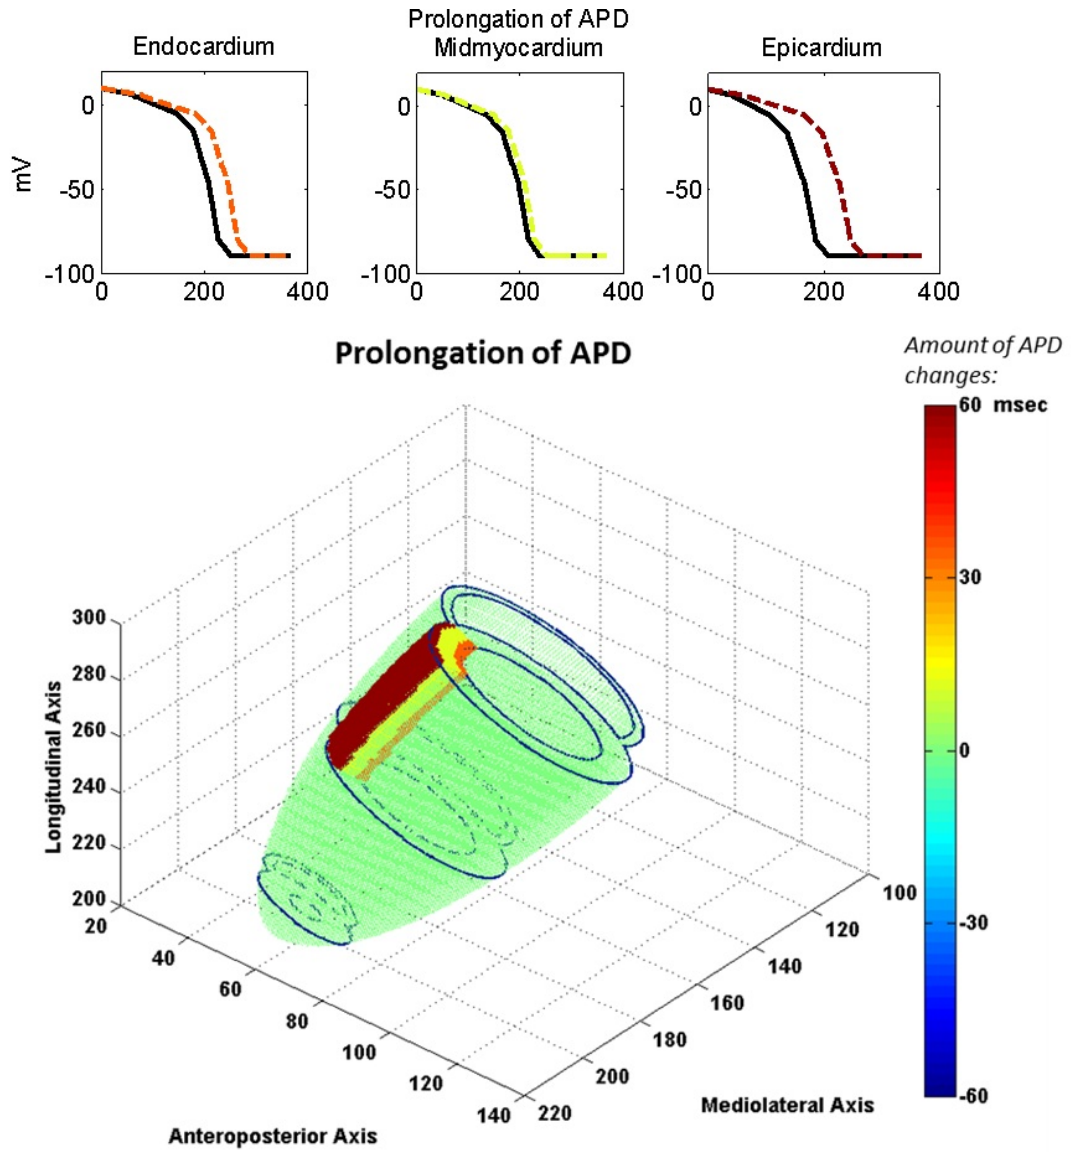 Prolongation of APD
Endocardium Midmyocardium Epicardium
mV
0 0 0
-50 -50 -50
-100 -100 -100
0 200 400 0 200 400 0 200 400
Prolongation of APD
Amount of APD
changes:
60 msec
30
0
-30
-60
Longitudinal Axis
300
280
260
240
220
200
20
40
60
80
100
120
140
Anteroposterior Axis
100
120
140
160
180
200
220
Mediolateral Axis